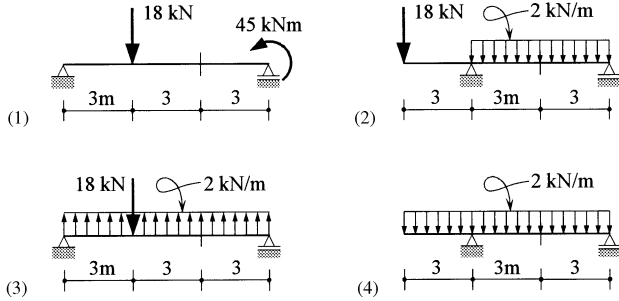 18 kN
45 kNm
3m 3 3
(1)
18 kN
2 kN/m
3 3m 3
(2)
18 kN
2 kN/m
3m 3 3
(3)
2 kN/m
3 3m 3
(4)